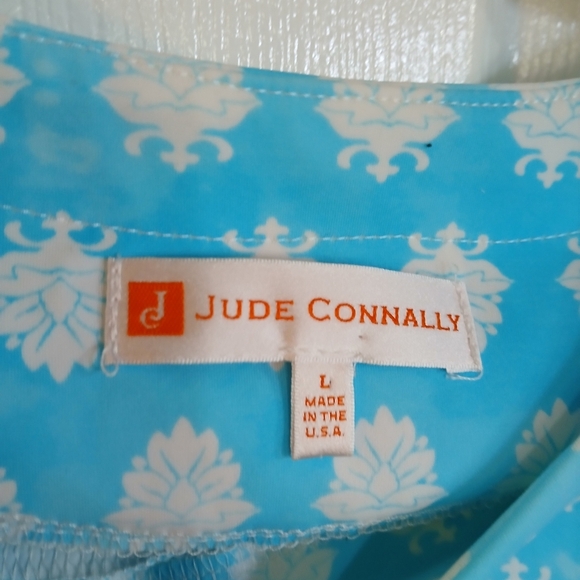 JC JUDE CONNALLY
L
MADE
IN THE
U.S.A.